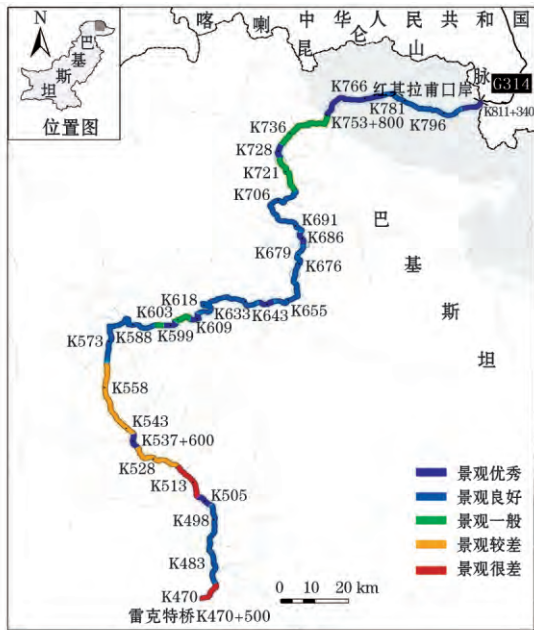 喀喇中华人民共和国
昆仑山
脉
N
巴
基
斯
坦
位置图
G314
K766
红其拉甫口岸
K781
K796
K811+340
K736
K753+800
K728
K721
K706
K691
K686
K679
K676
巴
基
斯
坦
K618
K603
K633
K643
K655
K573
K588
K599
K609
K558
K543
K537+600
K528
K513
K505
K498
K483
K470
雷克特桥K470+500
景观优秀
景观良好
景观一般
景观较差
景观很差
0 10 20 km